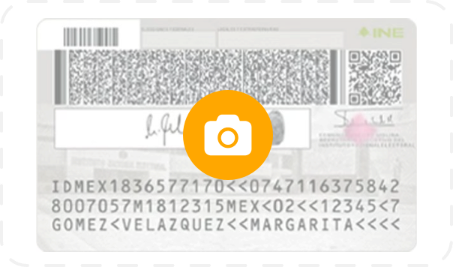 INE
IDMEX1836577170<<0747116375842
8007057M1812315MEX<02<<12345<7
GOMEZ<VELAZQUEZ<<MARGARITA<<<<